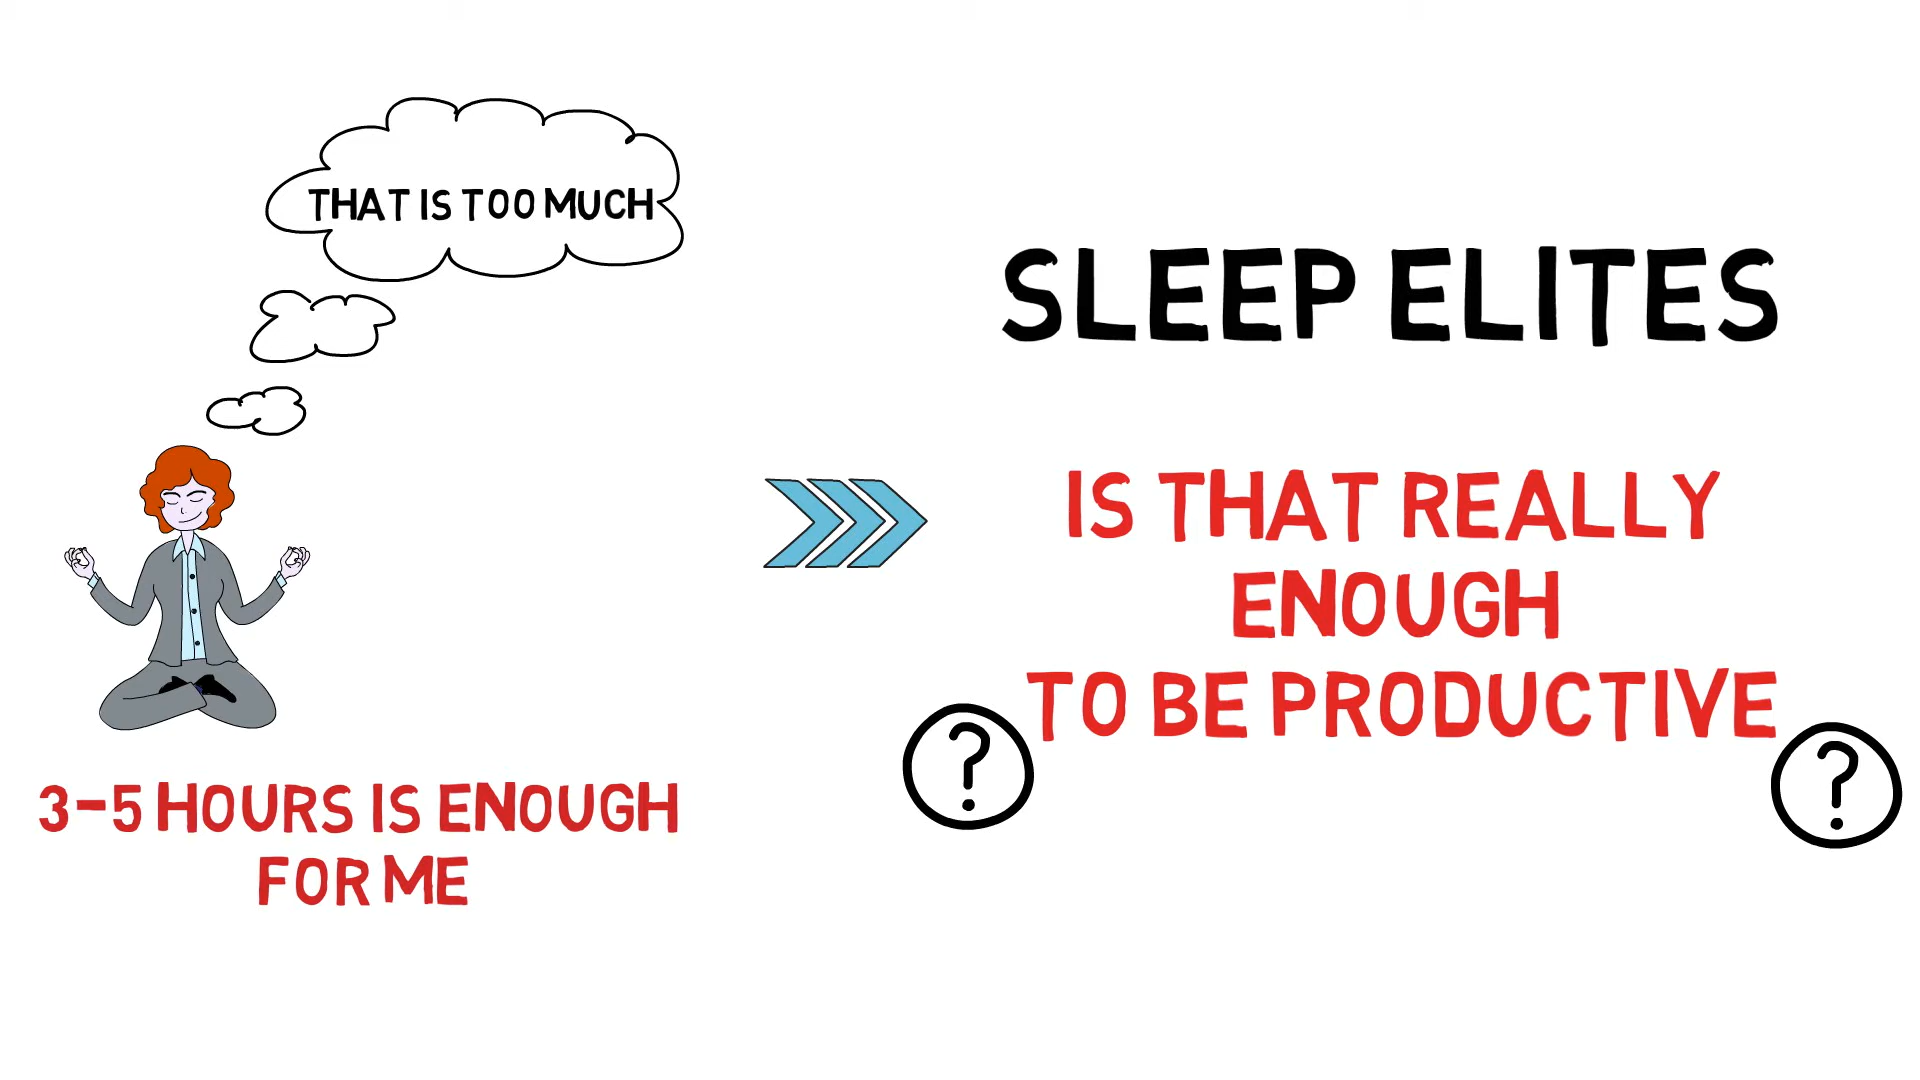 THAT IS TOO MUCH
3-5 HOURS IS ENOUGH
FOR ME
SLEEP ELITES
IS THAT REALLY
ENOUGH
TO BE PRODUCTIVE
? ?